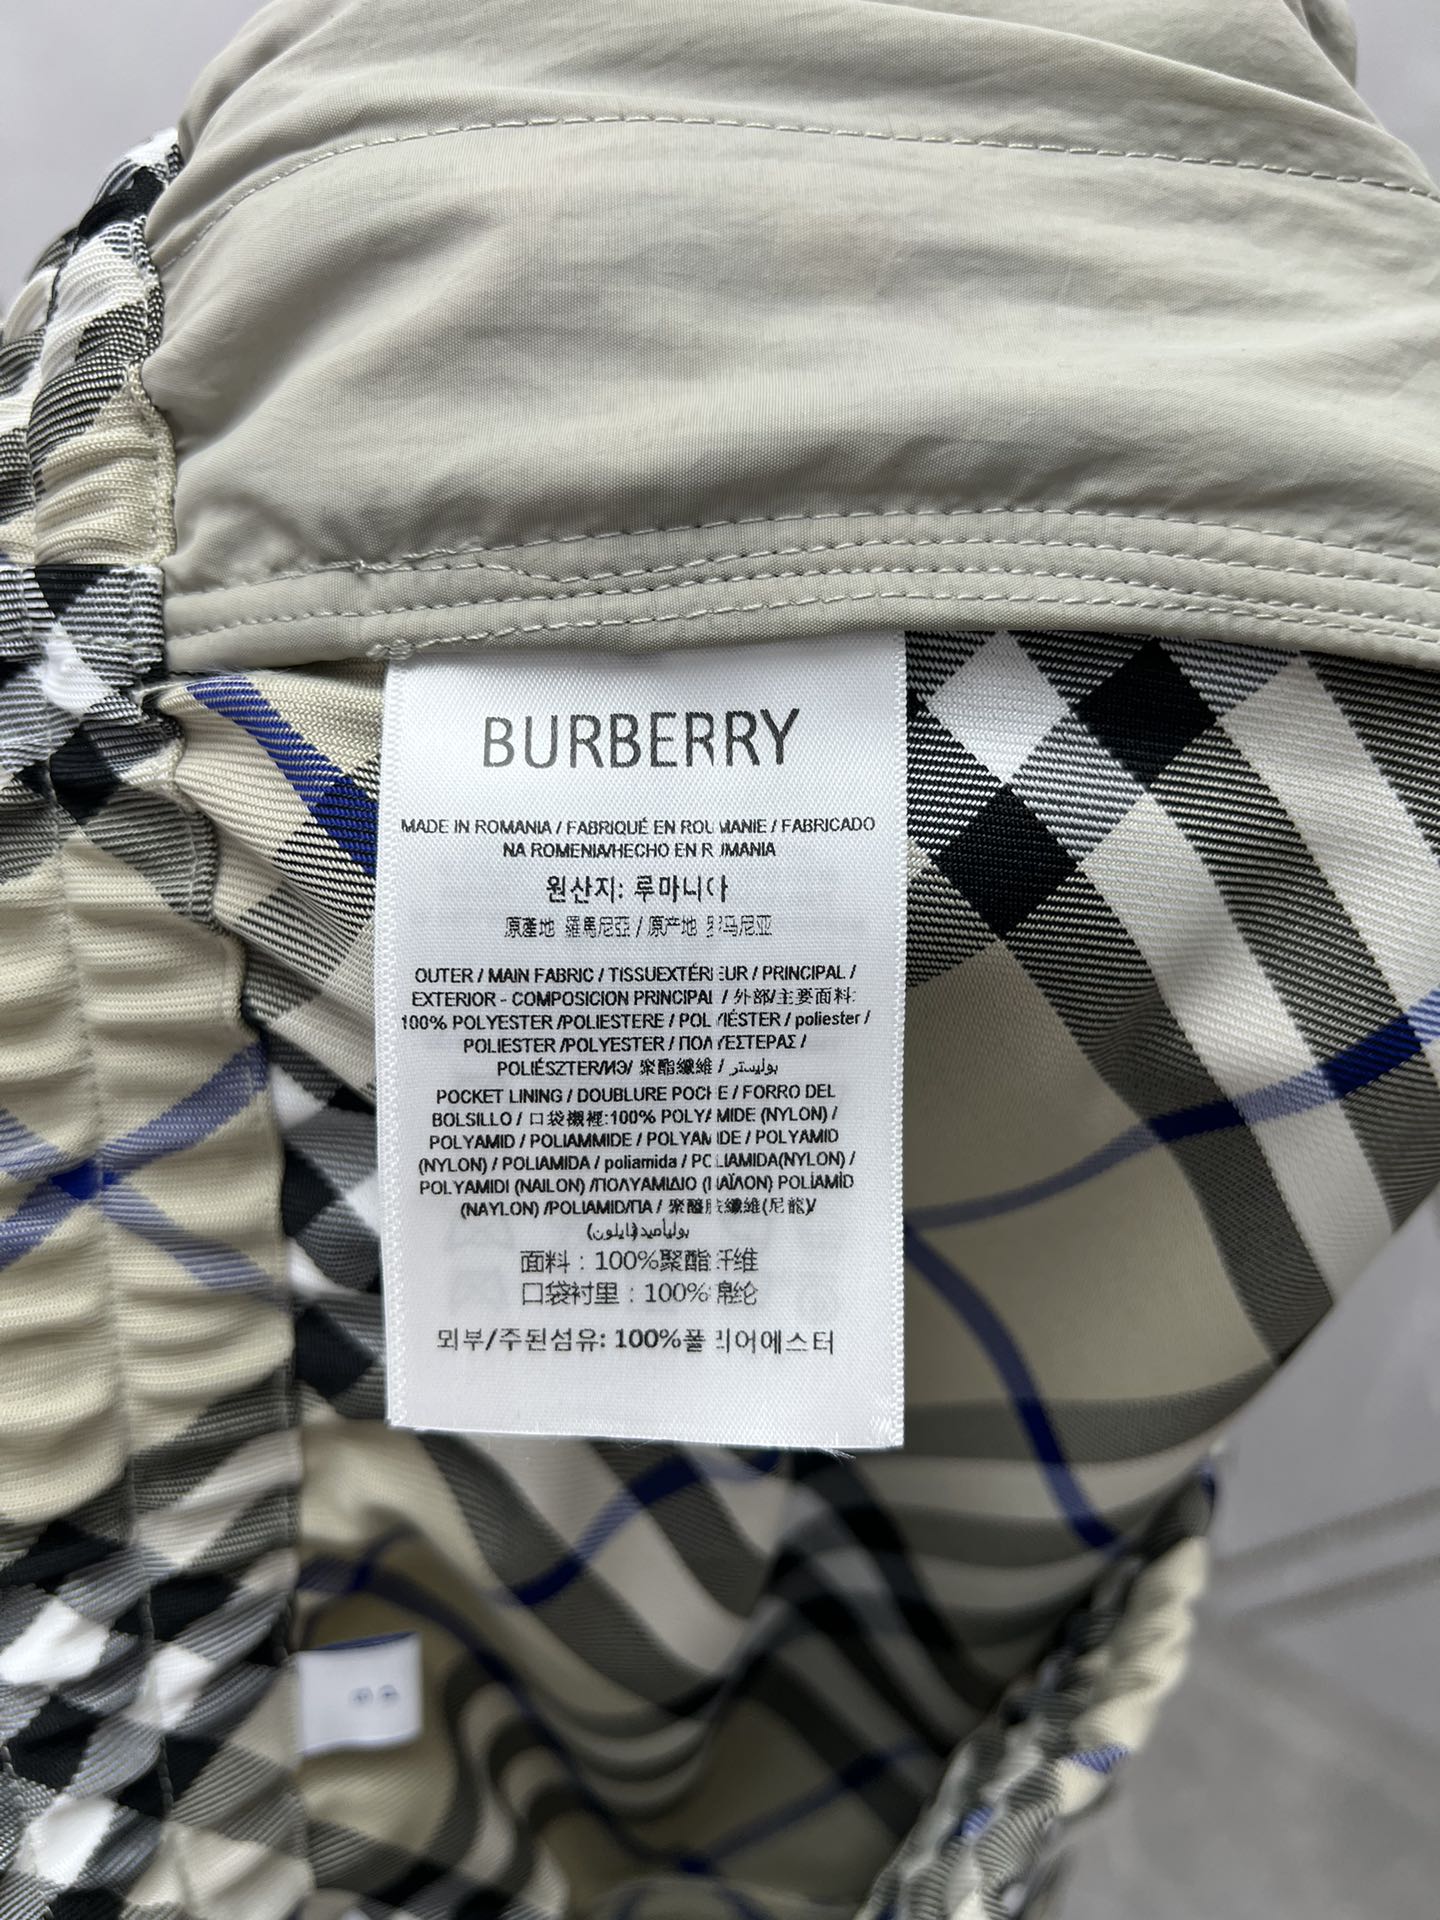 BURBERRY
MADE IN ROMANIA / FABRIQUÉ EN ROUMANIE / FABRICADO
NA ROMENIA/HECHO EN RUMANIA
원산지: 루마니아
原產地 羅馬尼亞 / 原产地 罗马尼亚
OUTER / MAIN FABRIC / TISSUEXTÉRIEUR / PRINCIPAL /
EXTERIOR - COMPOSICION PRINCIPAL / 外部/主要面料:
100% POLYESTER /POLIESTERE / POLYIÉSTER / poliester /
POLIESTER /POLYESTER / ΠΟΛΥΕΣΤΕΡΑΣ /
POLIÉSZTER/ИЭ/ 聚酯纖維 / بوليستر
POCKET LINING / DOUBLURE POCHE / FORRO DEL
BOLSILLO / 口袋襯裡:100% POLYAMIDE (NYLON) /
POLYAMID / POLIAMMIDE / POLYAMIDE / POLYAMID
(NYLON) / POLIAMIDA / poliamida / POLIAMIDA(NYLON) /
POLYAMIDI (NAILON) /ΠΟΛΥΑΜΙΔΙΟ (ΝΑΪΛΟΝ) POLİAMİD
(NAYLON) /POLIAMID/ПА / 聚醯胺纖維(尼龍)/
بولياميد(نايلون)
面料：100%聚酯纤维
口袋衬里：100%锦纶
외부/주된섬유: 100%폴리어에스터